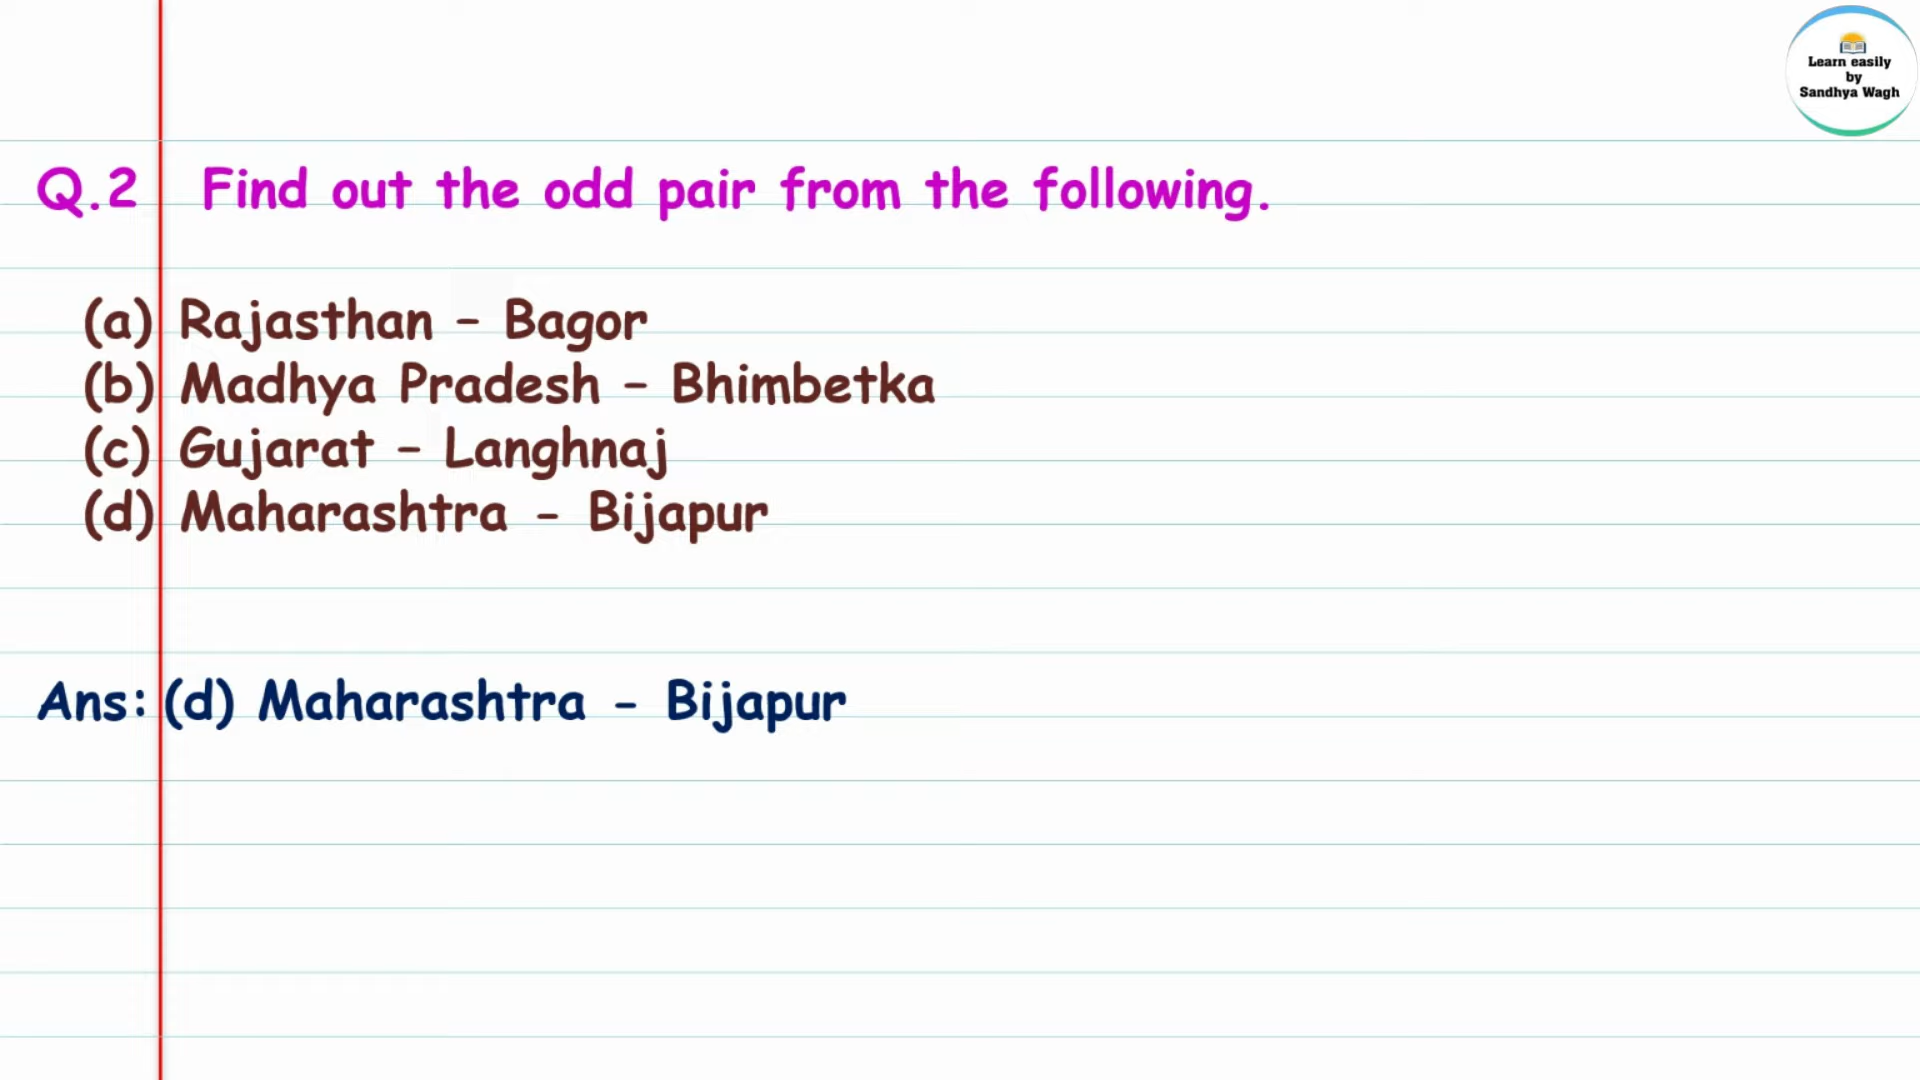 Learn easily
by
Sandhya Wagh
Q.2 Find out the odd pair from the following.
(a) Rajasthan – Bagor
(b) Madhya Pradesh – Bhimbetka
(c) Gujarat – Langhnaj
(d) Maharashtra - Bijapur
Ans: (d) Maharashtra - Bijapur